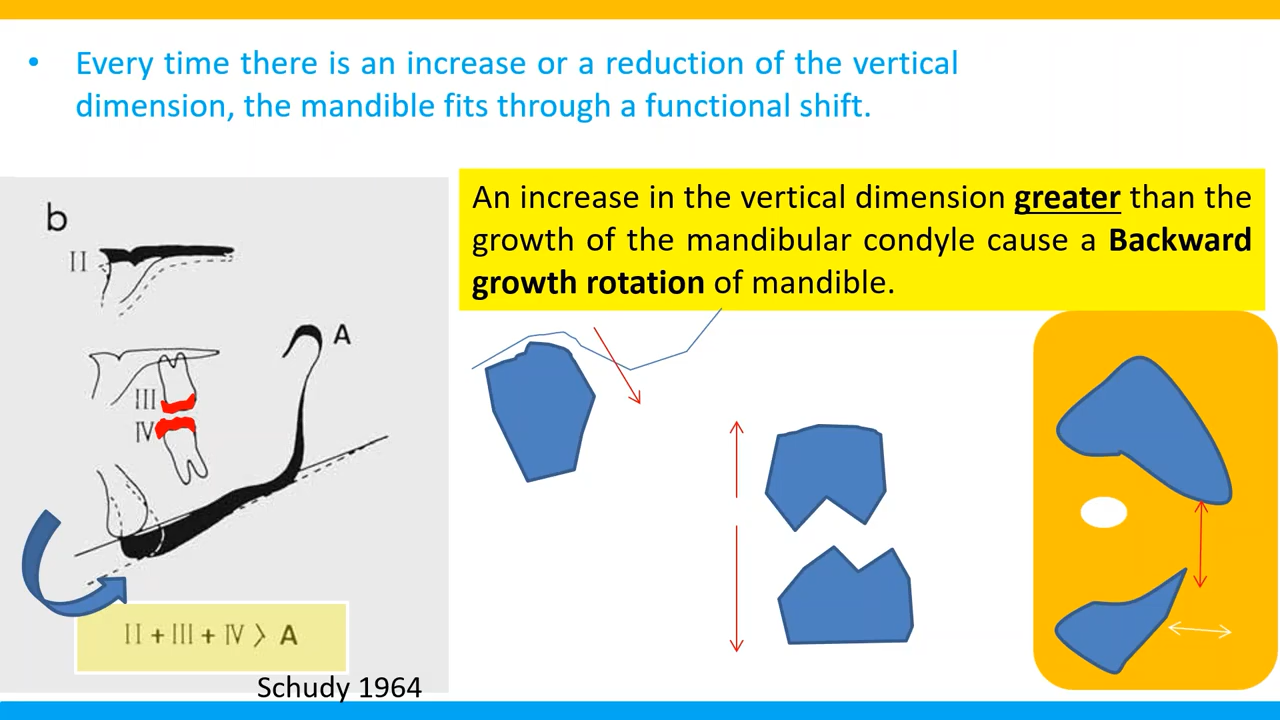 • Every time there is an increase or a reduction of the vertical
dimension, the mandible fits through a functional shift.
An increase in the vertical dimension greater than the
growth of the mandibular condyle cause a Backward
growth rotation of mandible.
b
II
A
III
IV
II + III + IV > A
Schudy 1964